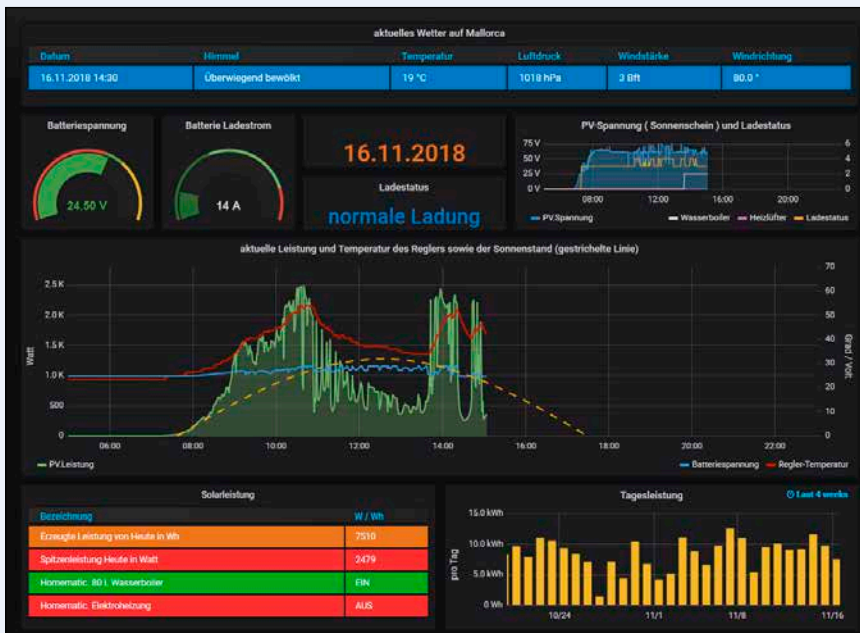 aktuelles Wetter auf Mallorca
Datum Himmel Temperatur Luftdruck Windstärke Windrichtung
16.11.2018 14:30 Überwiegend bewölkt 19 °C 1018 hPa 3 Bft 80.0 °
Batteriespannung
24.50 V
Batterie Ladestrom
14 A
16.11.2018
Ladestatus
normale Ladung
PV-Spannung ( Sonnenschein ) und Ladestatus
75 V 6
50 V 4
25 V 2
0 V 0
08:00 12:00 16:00 20:00
PV.Spannung Wasserboiler Heizlüfter Ladestatus
aktuelle Leistung und Temperatur des Reglers sowie der Sonnenstand (gestrichelte Linie)
70
2.5 K 60
2.0 K 50
40
1.5 K
30
1.0 K
20
500 10
0 0
Watt
Grad / Volt
06:00 08:00 10:00 12:00 14:00 16:00 18:00 20:00 22:00
PV.Leistung Batteriespannung Regler-Temperatur
Solarleistung
Bezeichnung W / Wh
Erzeugte Leistung von Heute in Wh 7510
Spitzenleistung Heute in Watt 2479
Homematic. 80 l. Wasserboiler EIN
Homematic. Elektroheizung AUS
Tagesleistung Last 4 weeks
15.0 kWh
10.0 kWh
5.0 kWh
0 Wh
pro Tag
10/24 11/1 11/8 11/16